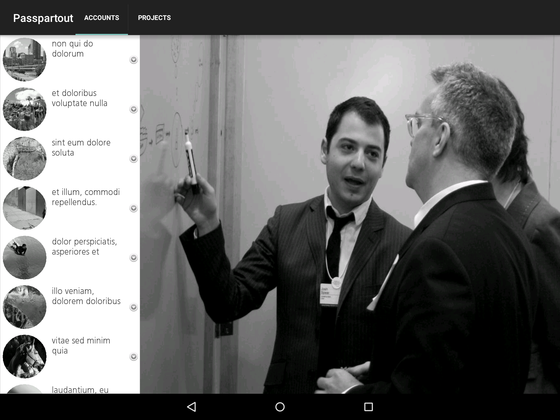 Passpartout ACCOUNTS PROJECTS
non qui do
dolorum
et doloribus
voluptate nulla
sint eum dolore
soluta
et illum, commodi
repellendus.
dolor perspiciatis,
asperiores et
illo veniam,
dolorem doloribus
vitae sed minim
quia
laudantium, eu